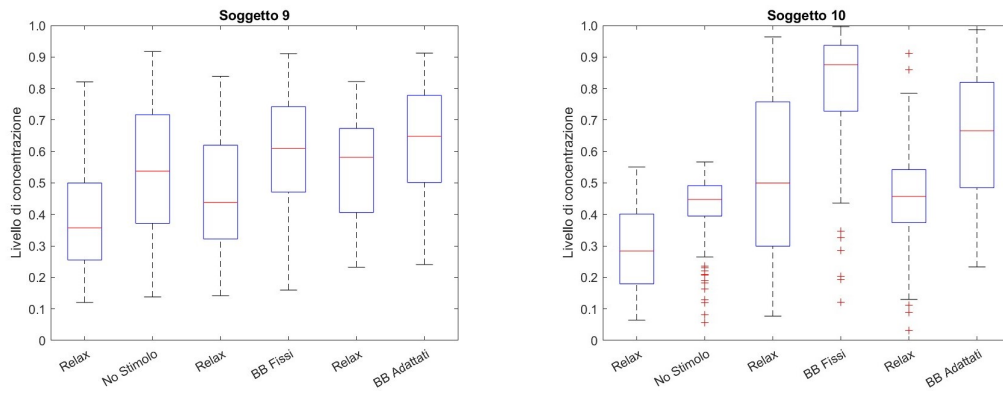 Soggetto 9
Livello di concentrazione
1.0
0.9
0.8
0.7
0.6
0.5
0.4
0.3
0.2
0.1
0
Relax
No Stimolo
Relax
BB Fissi
Relax
BB Adattati
Soggetto 10
Livello di concentrazione
1.0
0.9
0.8
0.7
0.6
0.5
0.4
0.3
0.2
0.1
0
Relax
No Stimolo
Relax
BB Fissi
Relax
BB Adattati